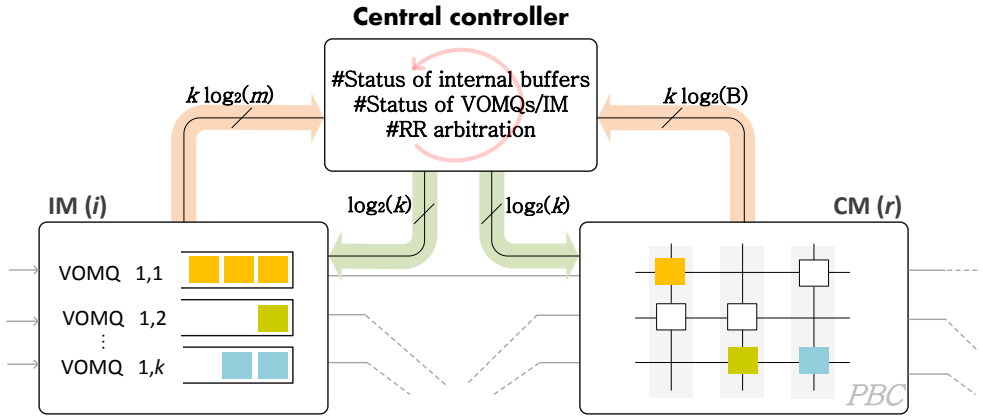 Central controller
#Status of internal buffers
#Status of VOMQs/IM
#RR arbitration
k log₂(m)
k log₂(B)
log₂(k)
log₂(k)
IM (i)
CM (r)
VOMQ 1,1
VOMQ 1,2
⋮
VOMQ 1,k
PBC